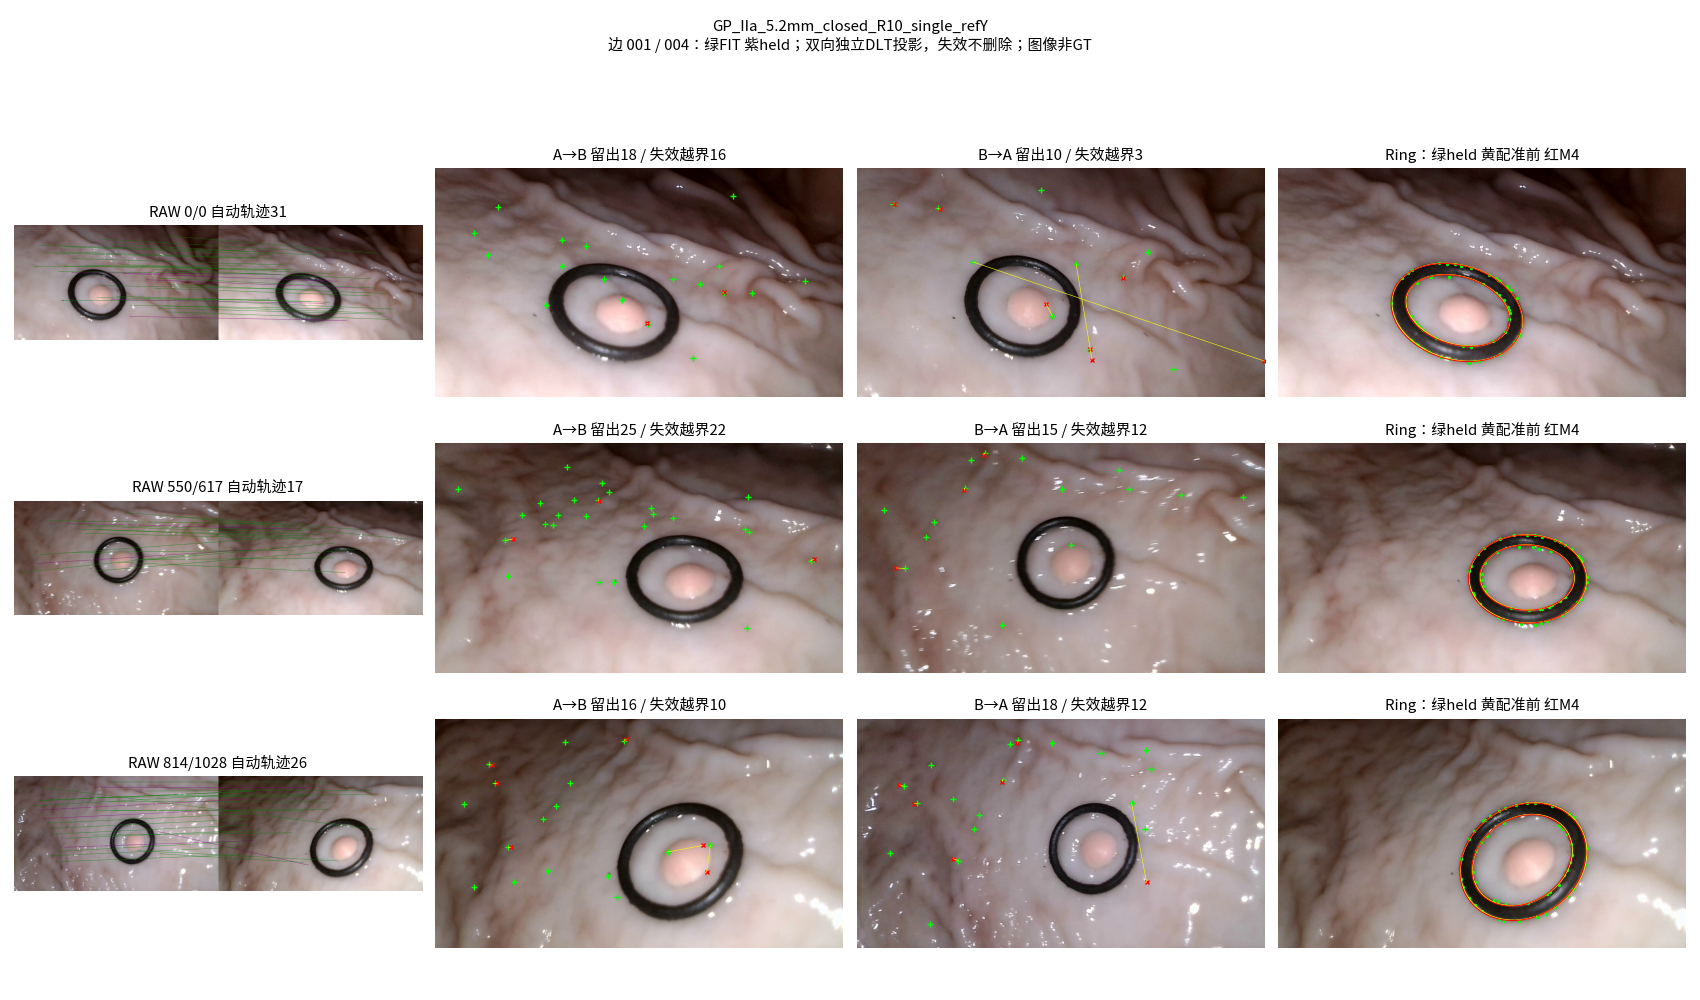 GP_IIa_5.2mm_closed_R10_single_refY
边 001 / 004：绿FIT 紫held；双向独立DLT投影，失效不删除；图像非GT
RAW 0/0 自动轨迹31
A→B 留出18 / 失效越界16
B→A 留出10 / 失效越界3
Ring：绿held 黄配准前 红M4
RAW 550/617 自动轨迹17
A→B 留出25 / 失效越界22
B→A 留出15 / 失效越界12
Ring：绿held 黄配准前 红M4
RAW 814/1028 自动轨迹26
A→B 留出16 / 失效越界10
B→A 留出18 / 失效越界12
Ring：绿held 黄配准前 红M4